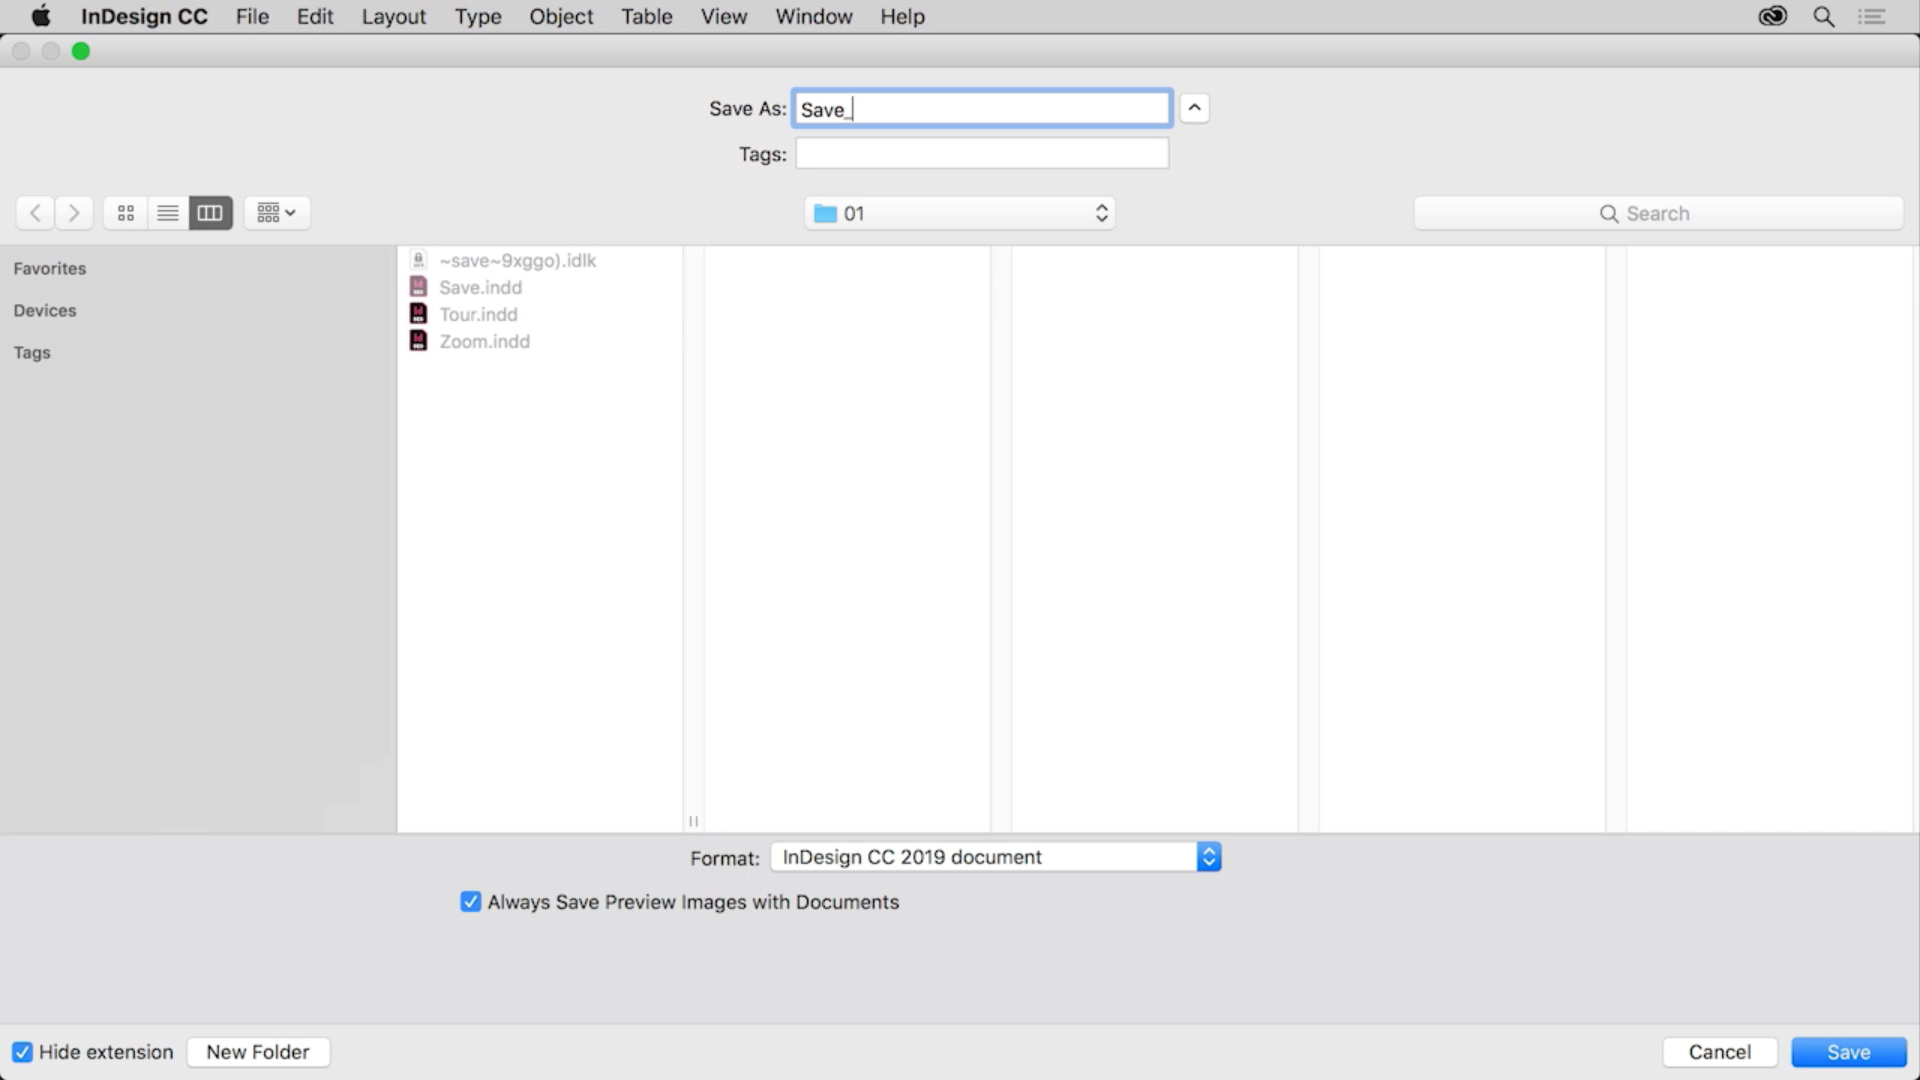 InDesign CC File Edit Layout Type Object Table View Window Help
Save As: Save_
Tags:
01
Search
Favorites
Devices
Tags
~save~9xggo).idlk
Save.indd
Tour.indd
Zoom.indd
Format: InDesign CC 2019 document
Always Save Preview Images with Documents
Hide extension New Folder Cancel Save